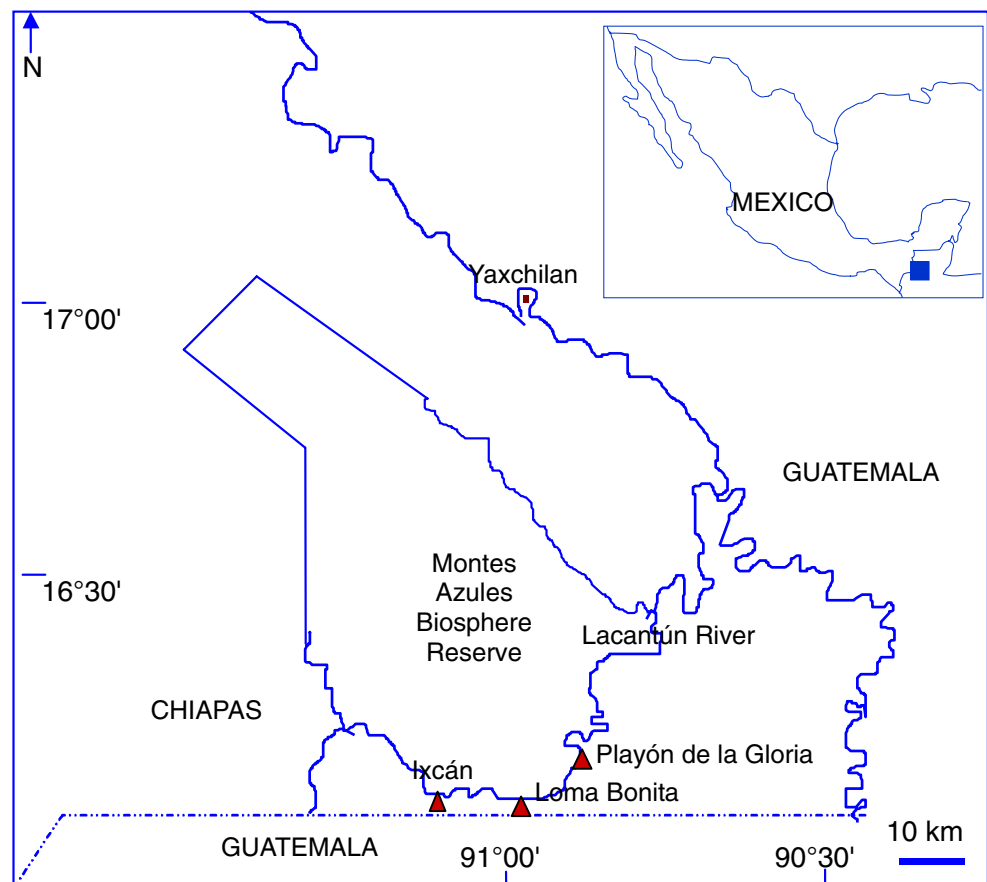 N
MEXICO
Yaxchilan
17°00'
GUATEMALA
Montes
Azules
Biosphere
Reserve
16°30'
Lacantún River
CHIAPAS
Playón de la Gloria
Ixcán
Loma Bonita
GUATEMALA
91°00'
90°30'
10 km